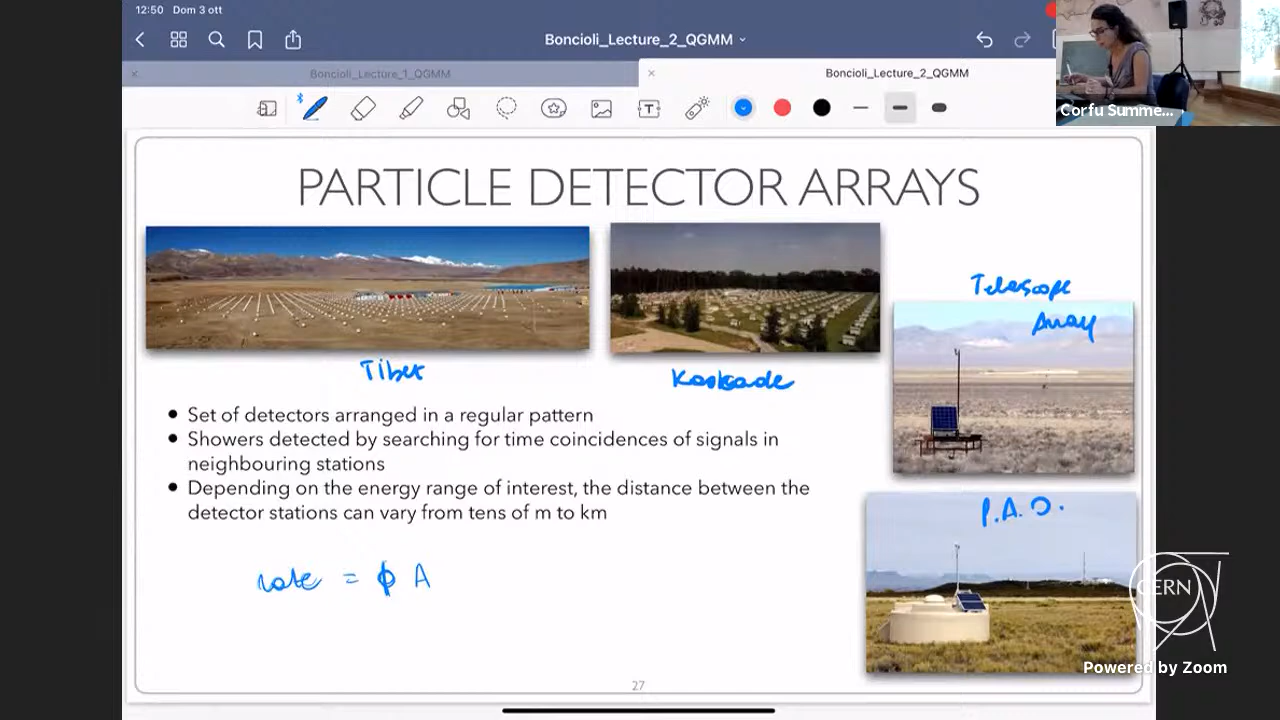 12:50 Dom 3 ott
Boncioli_Lecture_2_QGMM
Boncioli_Lecture_1_QGMM
Boncioli_Lecture_2_QGMM
Corfu Summe...
PARTICLE DETECTOR ARRAYS
Telescope
Array
Tibet
Kaskade
• Set of detectors arranged in a regular pattern
• Showers detected by searching for time coincidences of signals in
neighbouring stations
• Depending on the energy range of interest, the distance between the
detector stations can vary from tens of m to km
P.A.O.
rate = ϕ A
CERN
Powered by Zoom
27